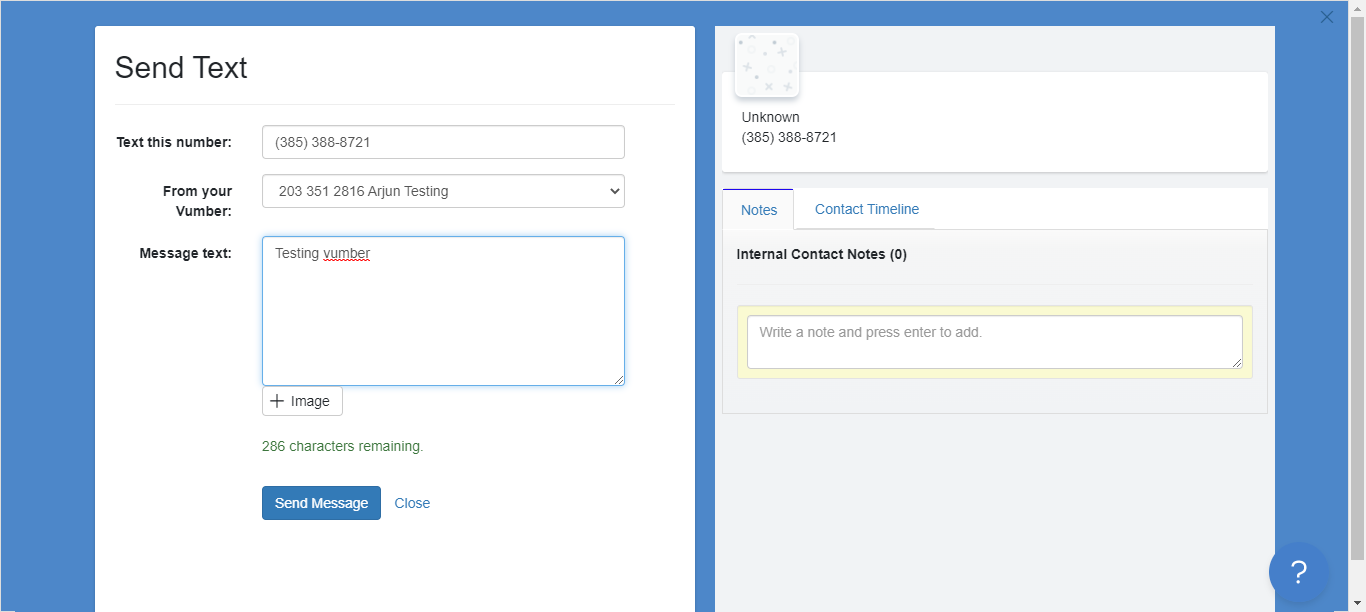 Send Text
Text this number:
(385) 388-8721
From your
Vumber:
203 351 2816 Arjun Testing
Message text:
Testing vumber
+ Image
286 characters remaining.
Send Message
Close
Unknown
(385) 388-8721
Notes
Contact Timeline
Internal Contact Notes (0)
Write a note and press enter to add.
?